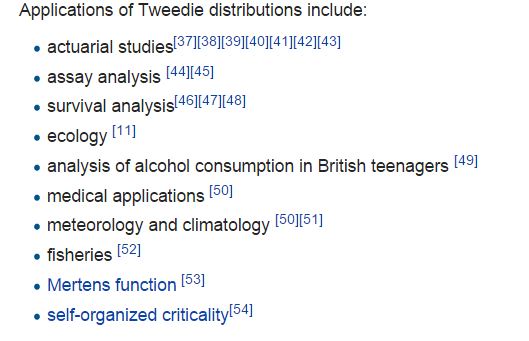 Applications of Tweedie distributions include:
• actuarial studies[37][38][39][40][41][42][43]
• assay analysis [44][45]
• survival analysis[46][47][48]
• ecology [11]
• analysis of alcohol consumption in British teenagers [49]
• medical applications [50]
• meteorology and climatology [50][51]
• fisheries [52]
• Mertens function [53]
• self-organized criticality[54]